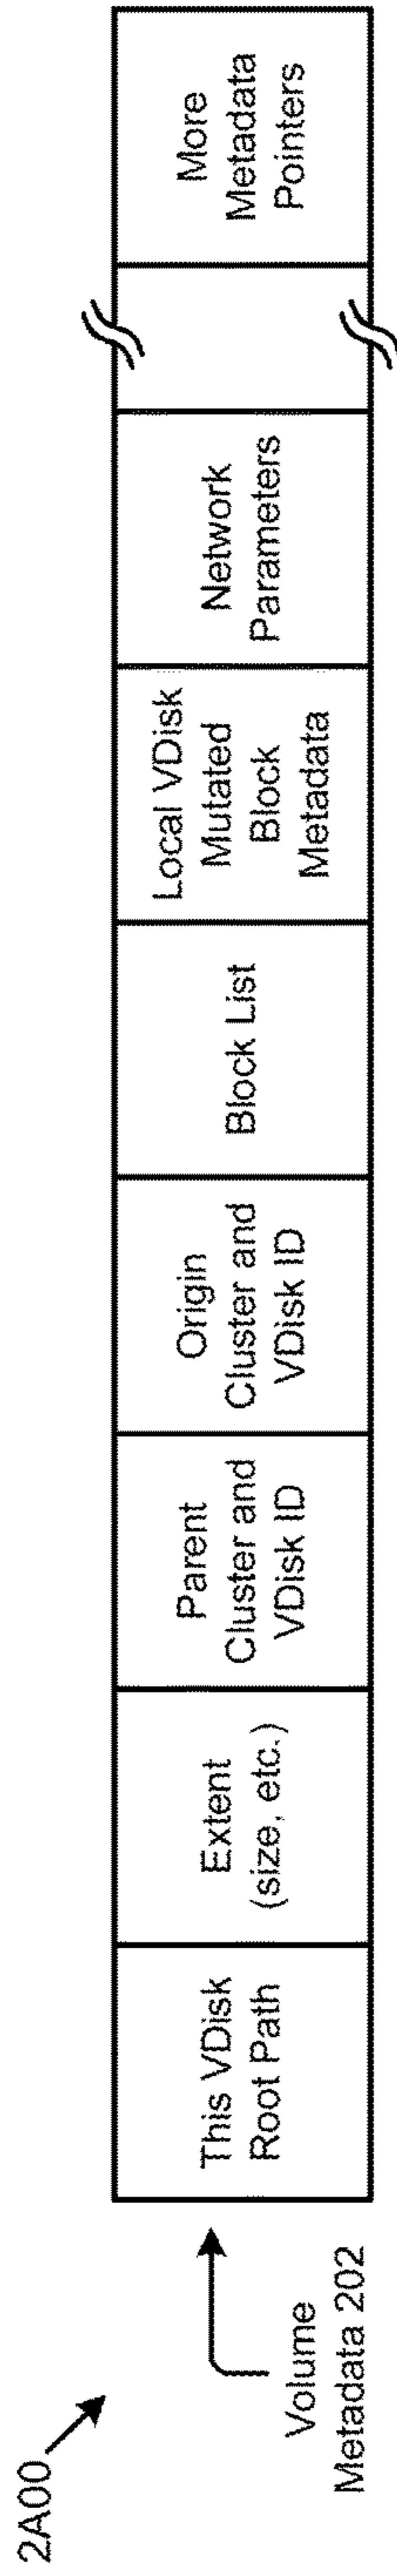 2A00
Volume
Metadata 202
This VDisk
Root Path
Extent
(size, etc.)
Parent
Cluster and
VDisk ID
Origin
Cluster and
VDisk ID
Block List
Local VDisk
Mutated
Block
Metadata
Network
Parameters
More
Metadata
Pointers